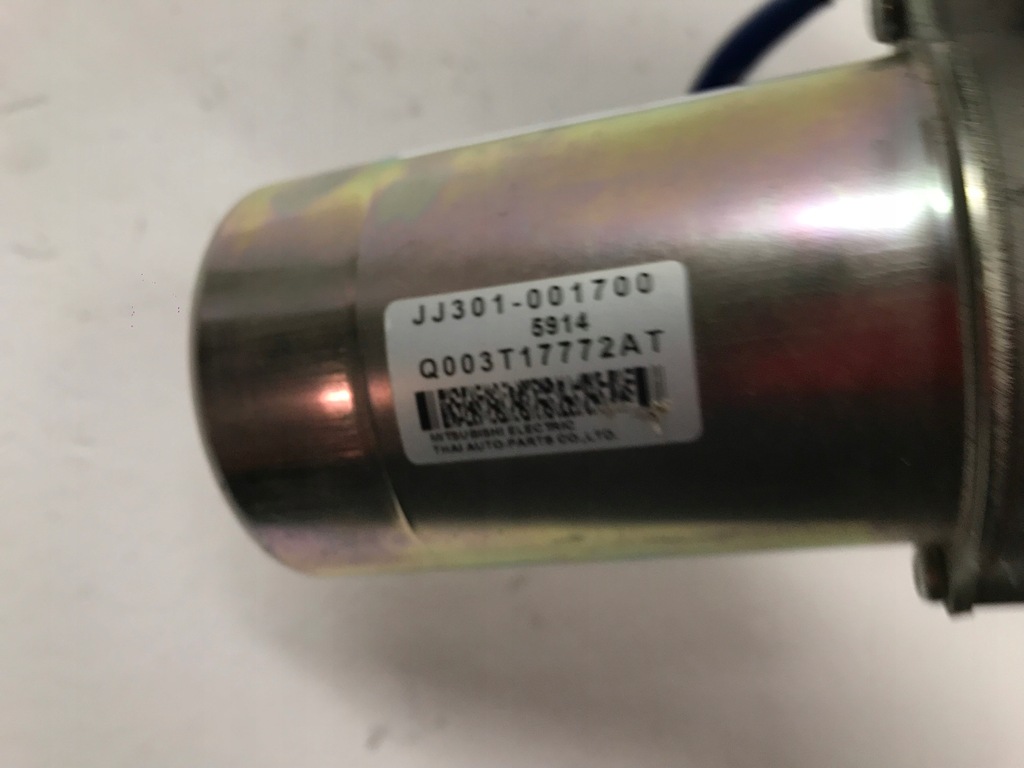 JJ301-001700
5914
Q003T17772AT
MITSUBISHI ELECTRIC
THAI AUTO-PARTS CO.,LTD.